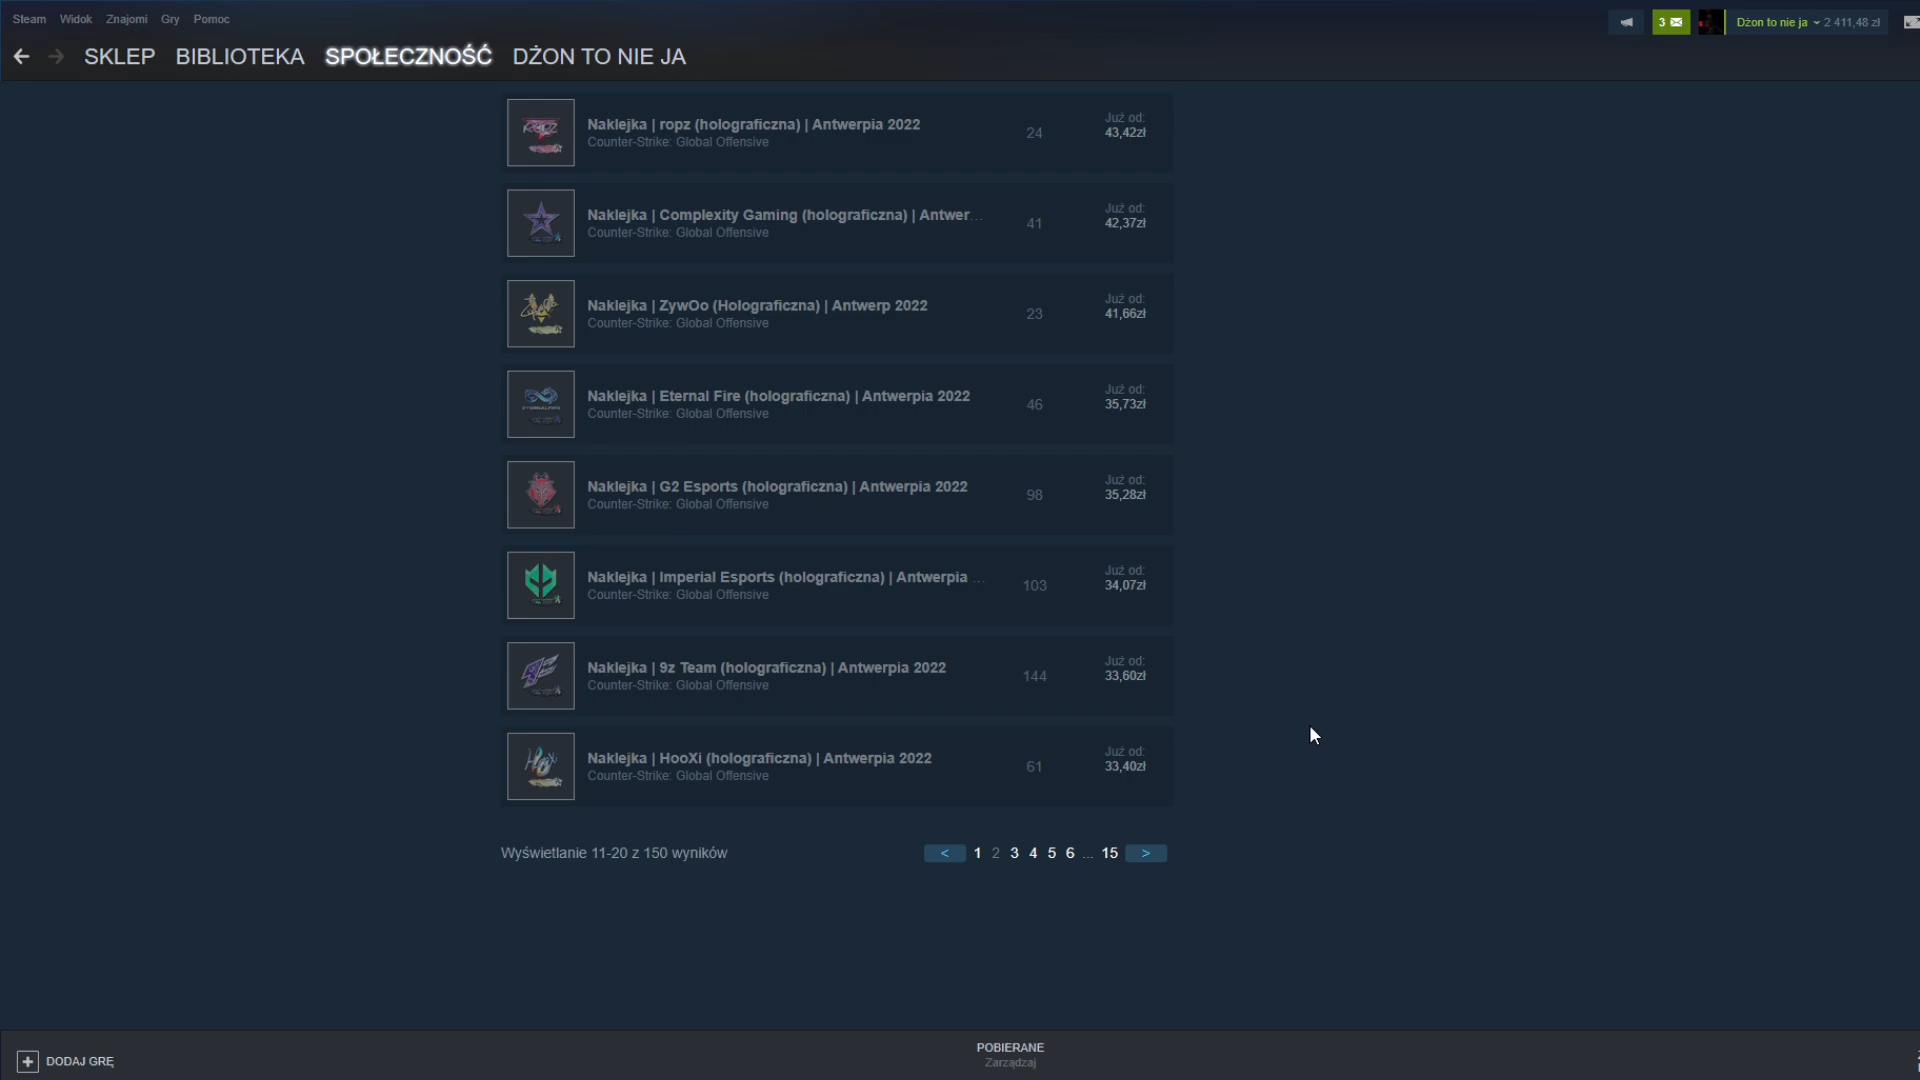 Steam Widok Znajomi Gry Pomoc
3 Dżon to nie ja 2 411,48 zł
SKLEP BIBLIOTEKA SPOŁECZNOŚĆ DŻON TO NIE JA
Naklejka | ropz (holograficzna) | Antwerpia 2022
Counter-Strike: Global Offensive
24
Już od:
43,42zł
Naklejka | Complexity Gaming (holograficzna) | Antwer...
Counter-Strike: Global Offensive
41
Już od:
42,37zł
Naklejka | ZywOo (Holograficzna) | Antwerp 2022
Counter-Strike: Global Offensive
23
Już od:
41,66zł
Naklejka | Eternal Fire (holograficzna) | Antwerpia 2022
Counter-Strike: Global Offensive
46
Już od:
35,73zł
Naklejka | G2 Esports (holograficzna) | Antwerpia 2022
Counter-Strike: Global Offensive
98
Już od:
35,28zł
Naklejka | Imperial Esports (holograficzna) | Antwerpia ...
Counter-Strike: Global Offensive
103
Już od:
34,07zł
Naklejka | 9z Team (holograficzna) | Antwerpia 2022
Counter-Strike: Global Offensive
144
Już od:
33,60zł
Naklejka | HooXi (holograficzna) | Antwerpia 2022
Counter-Strike: Global Offensive
61
Już od:
33,40zł
Wyświetlanie 11-20 z 150 wyników
< 1 2 3 4 5 6 ... 15 >
DODAJ GRĘ
POBIERANE
Zarządzaj